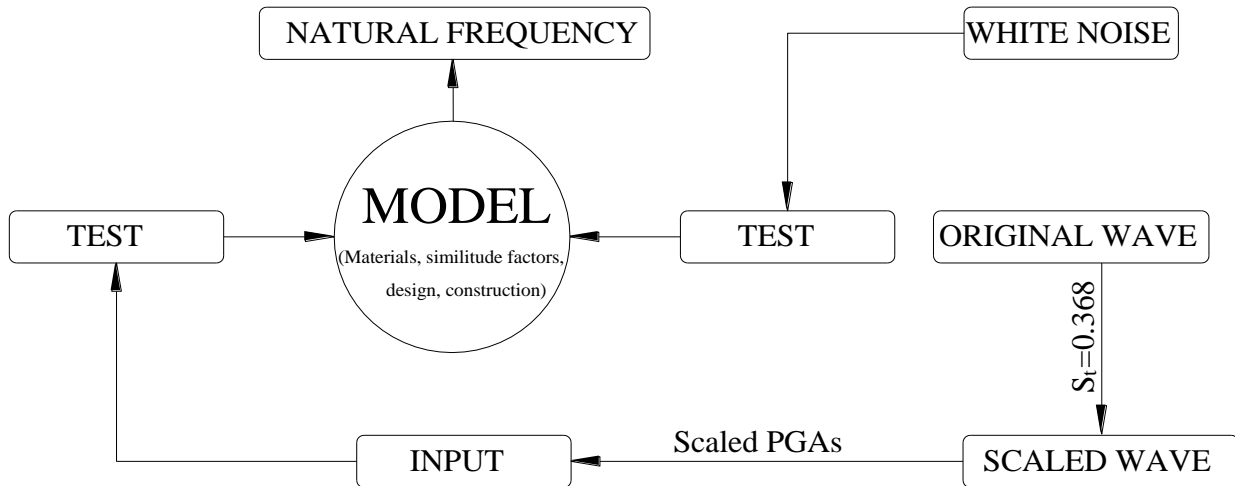 NATURAL FREQUENCY
WHITE NOISE
MODEL
(Materials, similitude factors,
design, construction)
TEST
TEST
ORIGINAL WAVE
St=0.368
Scaled PGAs
INPUT
SCALED WAVE